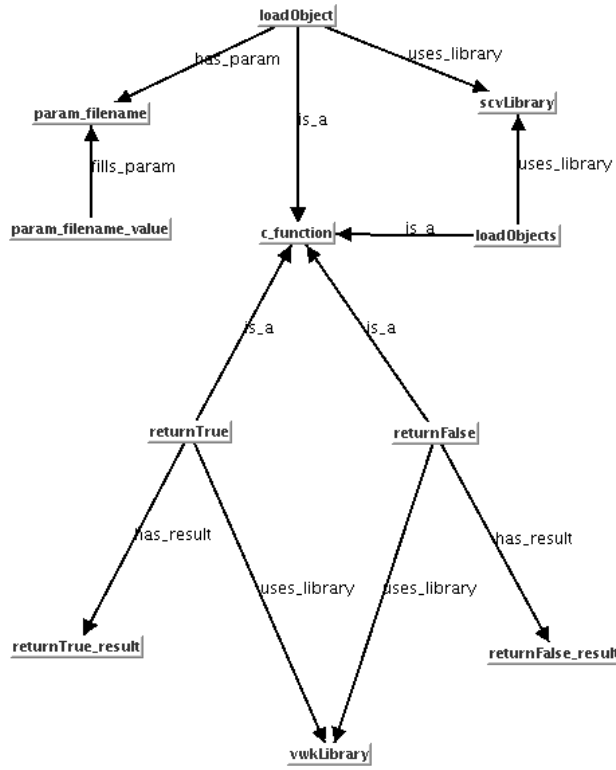 loadObject
has_param
uses_library
param_filename
scvLibrary
is_a
fills_param
uses_library
param_filename_value
c_function
is_a
loadObjects
is_a
is_a
returnTrue
returnFalse
has_result
has_result
uses_library
uses_library
returnTrue_result
returnFalse_result
vwkLibrary